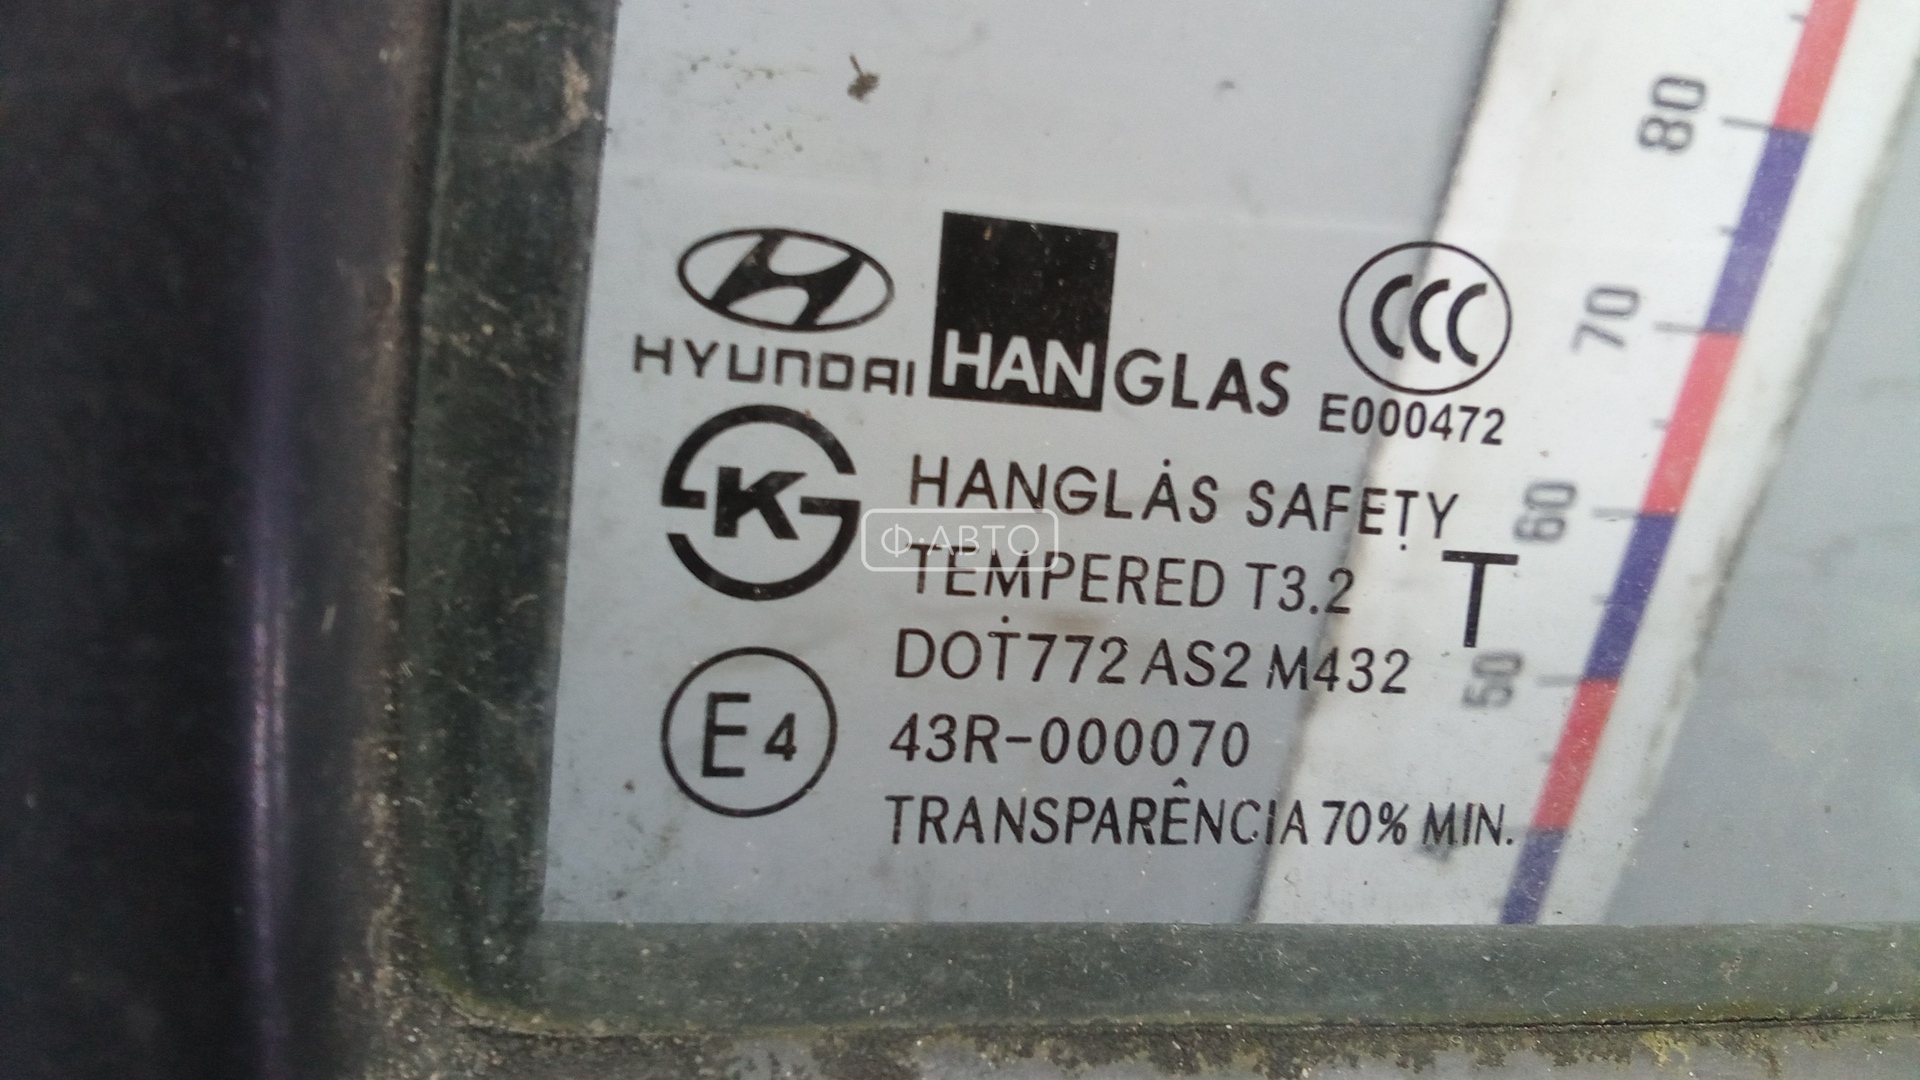 HYUNDAI HANGLAS CCC
E000472
K
HANGLAS SAFETY
TEMPERED T3.2 T
DOT772 AS2 M432
E4 43R-000070
TRANSPARÊNCIA 70% MIN.
Ф·АВТО
80
70
60
50